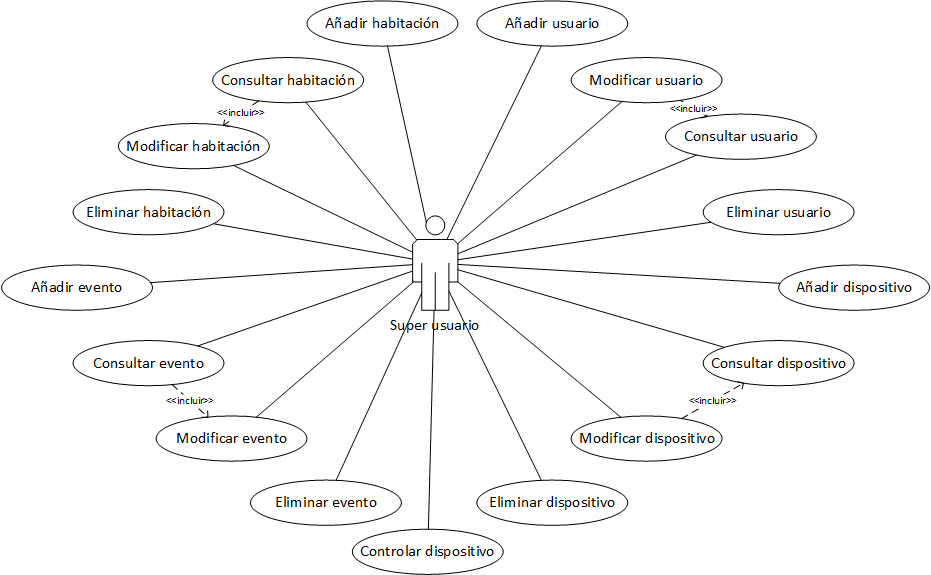 Añadir habitación
Añadir usuario
Consultar habitación
Modificar usuario
<<incluir>>
<<incluir>>
Modificar habitación
Consultar usuario
Eliminar habitación
Eliminar usuario
Añadir evento
Añadir dispositivo
Super usuario
Consultar evento
Consultar dispositivo
<<incluir>>
<<incluir>>
Modificar evento
Modificar dispositivo
Eliminar evento
Eliminar dispositivo
Controlar dispositivo